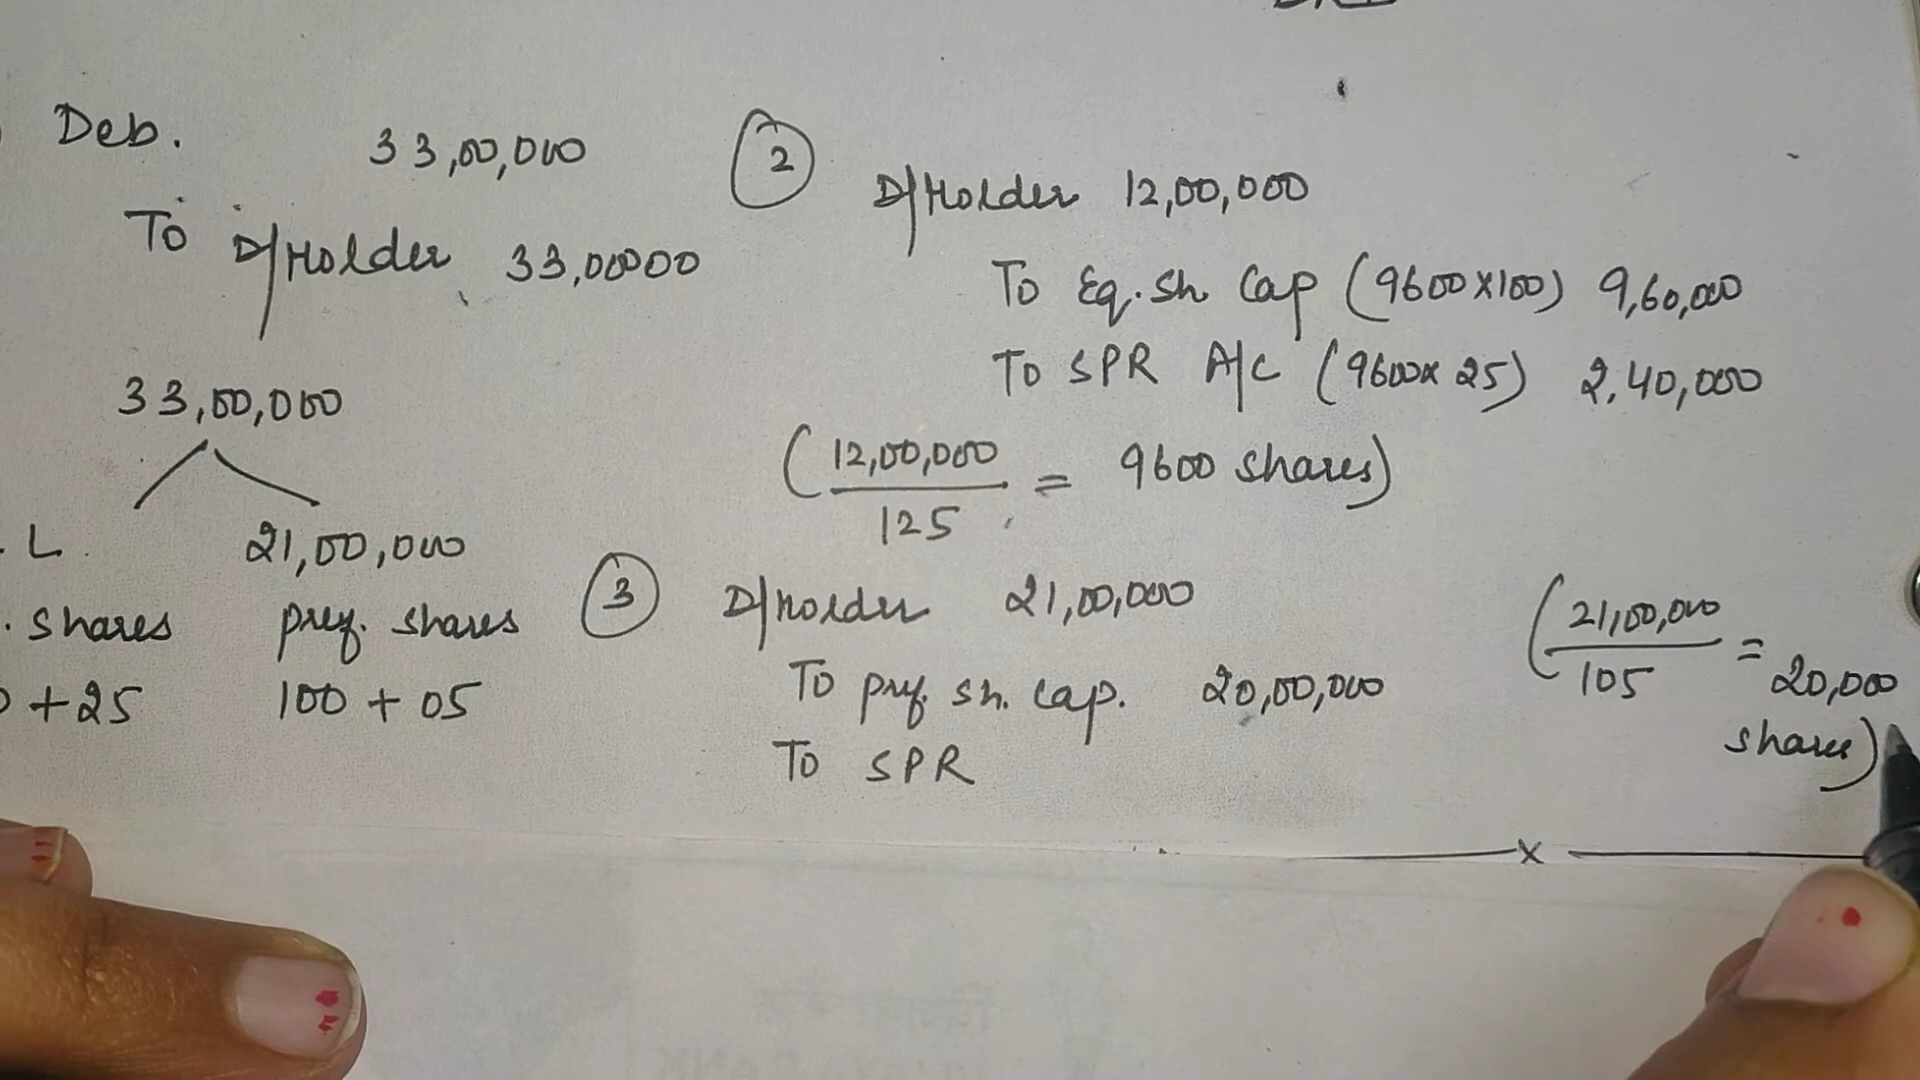 Deb. 33,00,000
To D/Holder 33,00000
33,00,000
L 21,00,000
. shares pref. shares
0 + 25 100 + 05
2
D/Holder 12,00,000
To Eq. Sh Cap (9600x100) 9,60,000
To SPR A/C (9600x 25) 2,40,000
(12,00,000/125 = 9600 shares)
3 D/Holder 21,00,000
To prf. sh. cap. 20,00,000
To SPR
(21,00,000/105 = 20,000
shares)
x